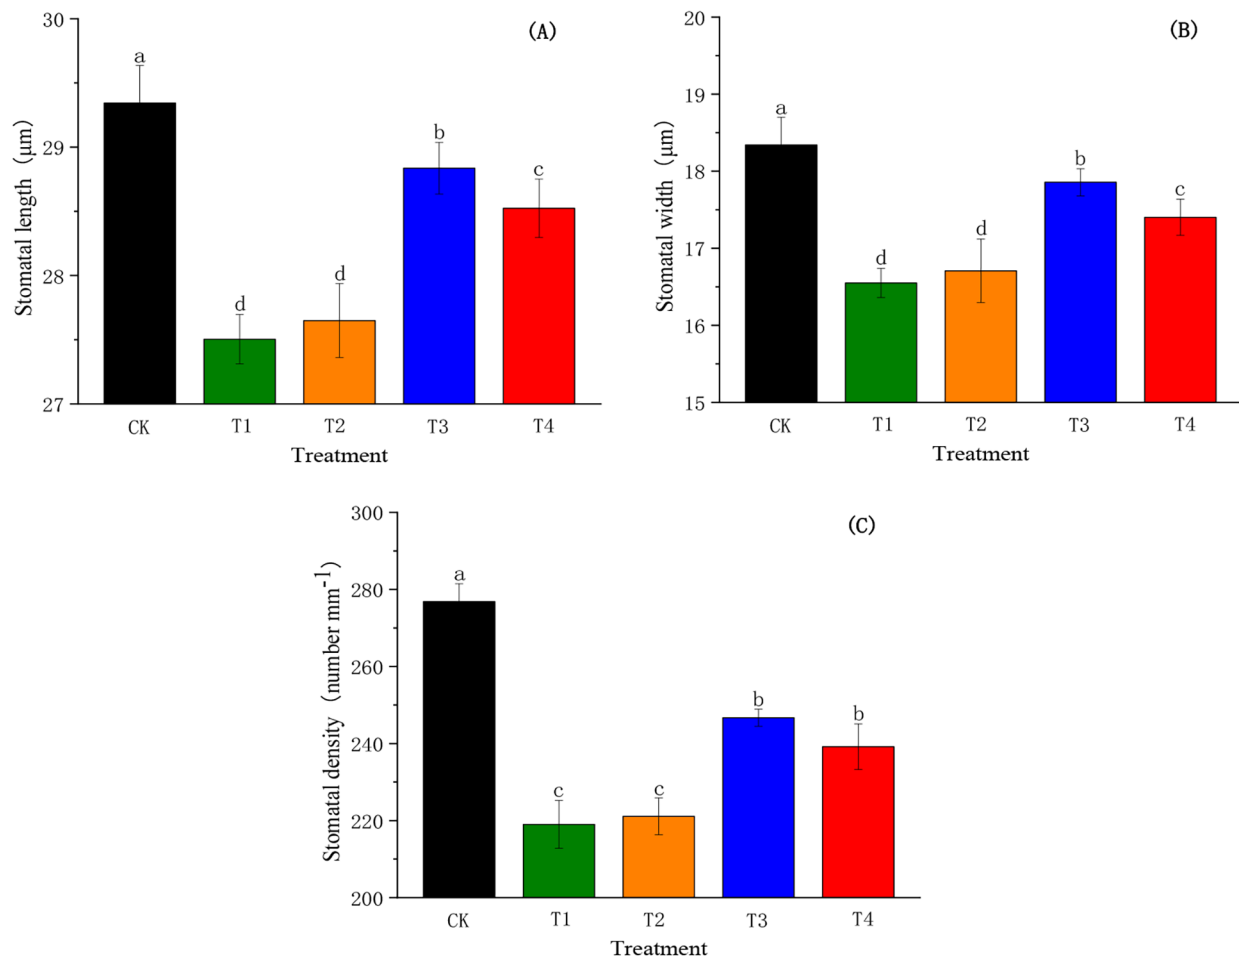 (A)
Stomatal length (μm)
30
29
28
27
a
d
d
b
c
CK T1 T2 T3 T4
Treatment
(B)
Stomatal width (μm)
20
19
18
17
16
15
a
d
d
b
c
CK T1 T2 T3 T4
Treatment
(C)
Stomatal density (number mm-1)
300
280
260
240
220
200
a
c
c
b
b
CK T1 T2 T3 T4
Treatment